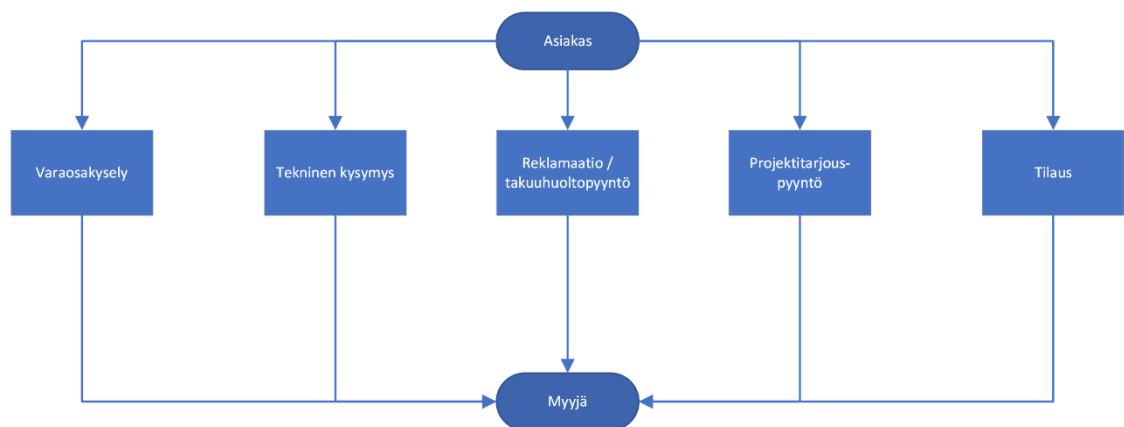 Asiakas
Varaosakysely
Tekninen kysymys
Reklamaatio /
takuuhuoltopyyntö
Projektitarjous-
pyyntö
Tilaus
Myyjä